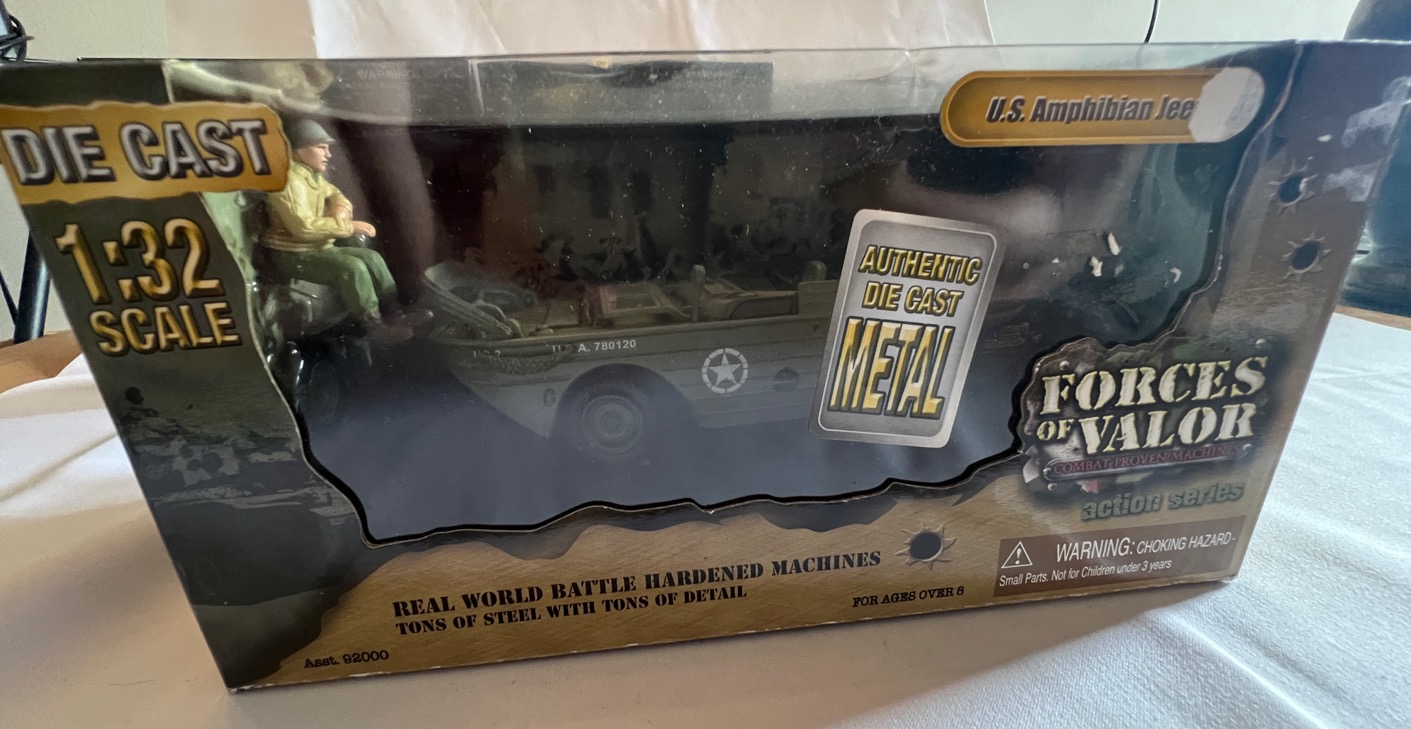 DIE CAST
1:32
SCALE
U.S. Amphibian Jee
WARNING:
U.S.A. 780120
AUTHENTIC
DIE CAST
METAL
FORCES
OF VALOR
COMBAT PROVEN MACHINES
action series
REAL WORLD BATTLE HARDENED MACHINES
TONS OF STEEL WITH TONS OF DETAIL
FOR AGES OVER 8
WARNING: CHOKING HAZARD-
Small Parts. Not for Children under 3 years
Asst. 92000